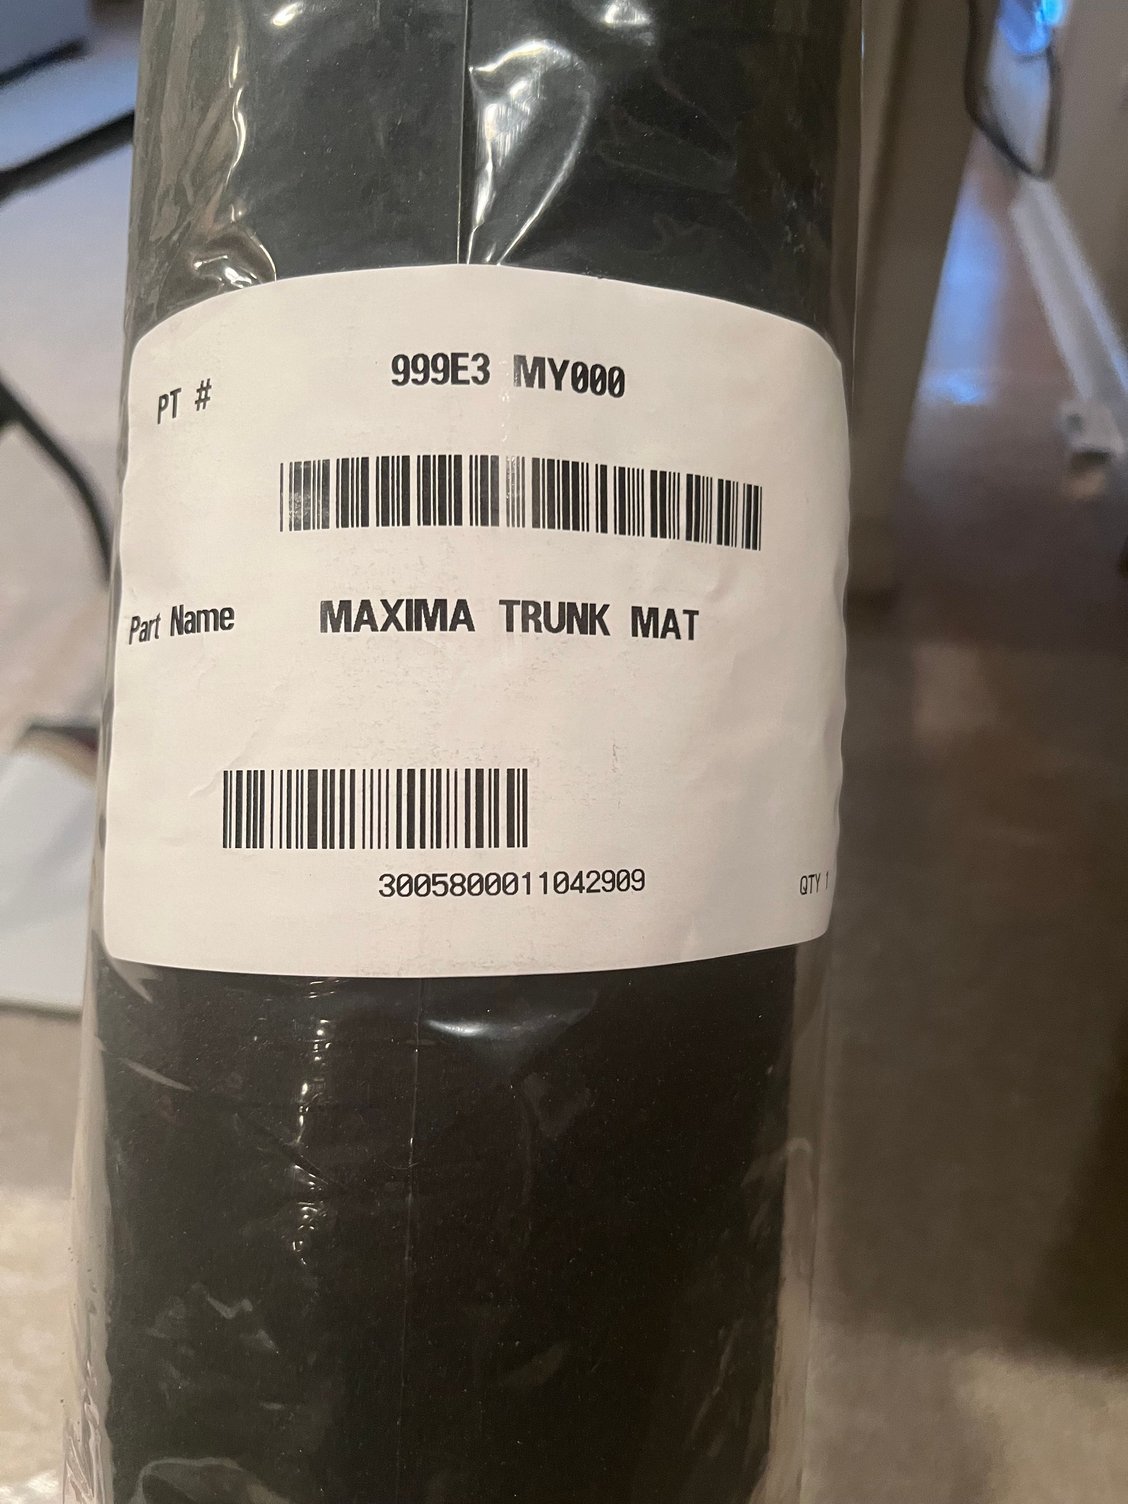 PT # 999E3 MY000
Part Name MAXIMA TRUNK MAT
3005800011042909
QTY 1